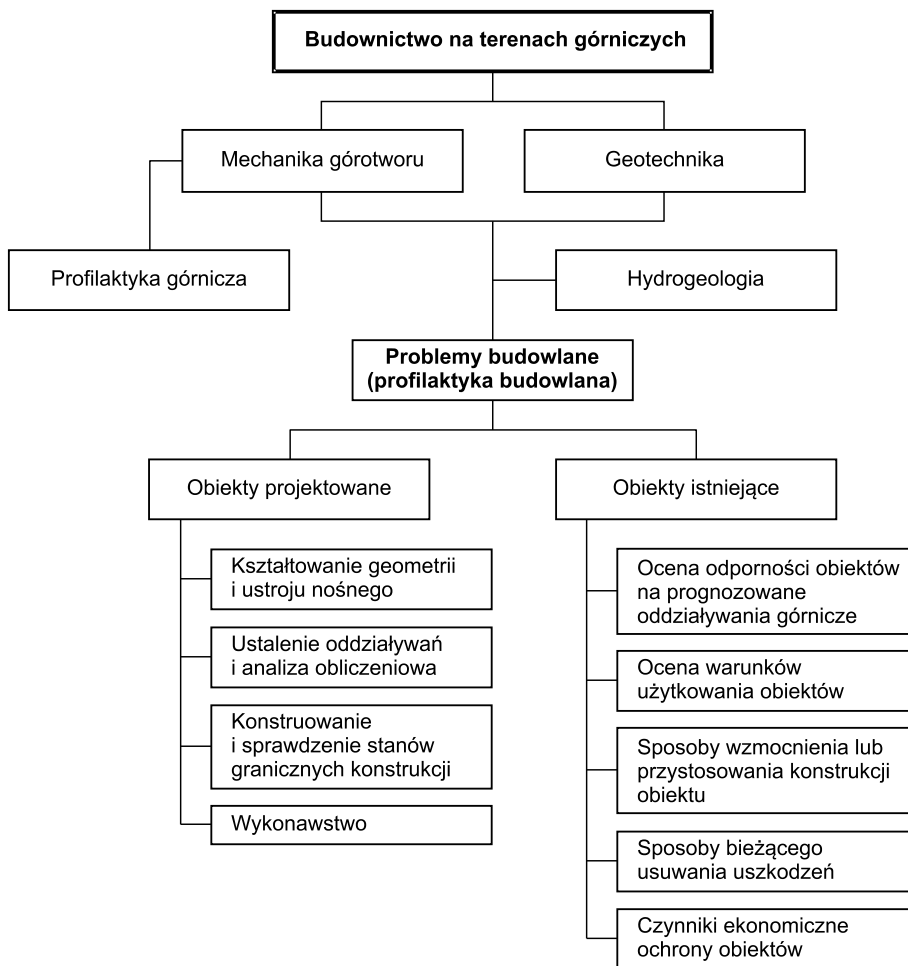 Budownictwo na terenach górniczych
Mechanika górotworu
Geotechnika
Profilaktyka górnicza
Hydrogeologia
Problemy budowlane
(profilaktyka budowlana)
Obiekty projektowane
Obiekty istniejące
Kształtowanie geometrii
i ustroju nośnego
Ustalenie oddziaływań
i analiza obliczeniowa
Konstruowanie
i sprawdzenie stanów
granicznych konstrukcji
Wykonawstwo
Ocena odporności obiektów
na prognozowane
oddziaływania górnicze
Ocena warunków
użytkowania obiektów
Sposoby wzmocnienia lub
przystosowania konstrukcji
obiektu
Sposoby bieżącego
usuwania uszkodzeń
Czynniki ekonomiczne
ochrony obiektów